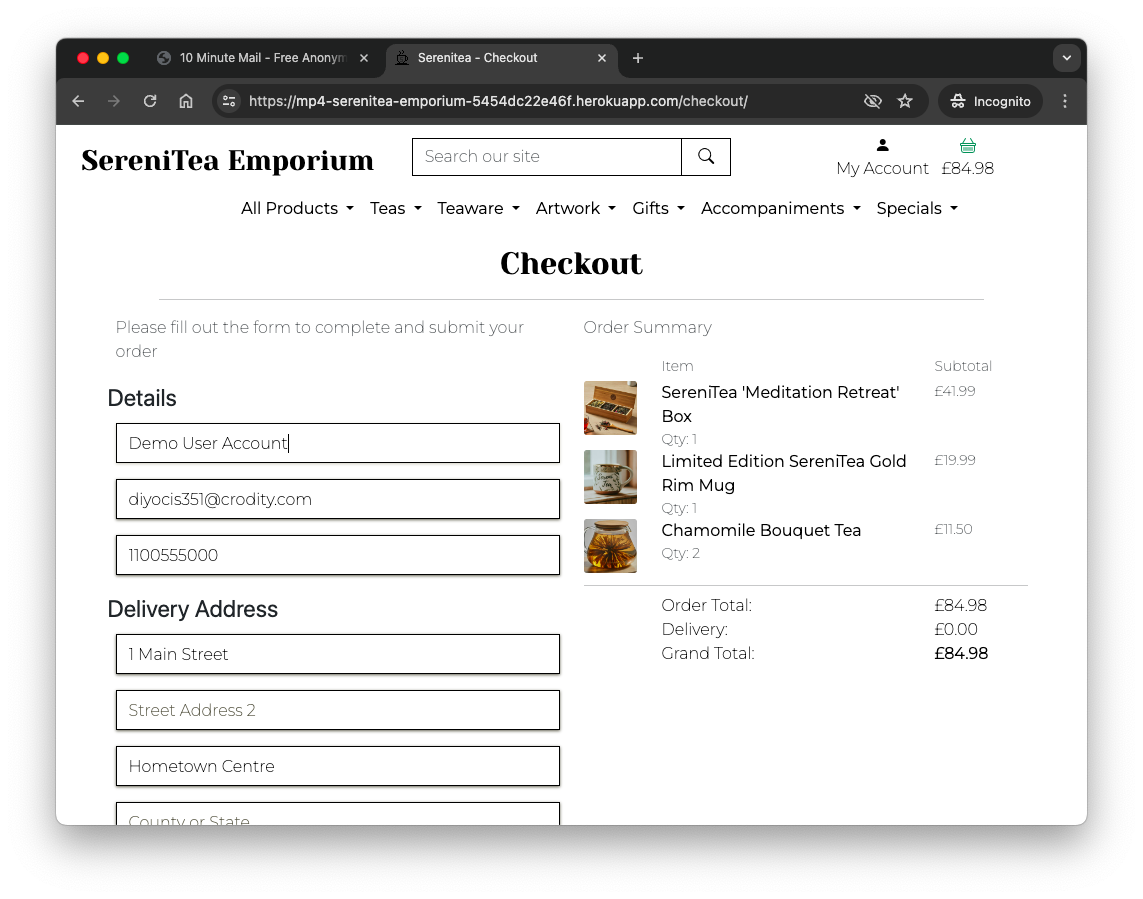 10 Minute Mail - Free Anonym
Serenitea - Checkout
https://mp4-serenitea-emporium-5454dc22e46f.herokuapp.com/checkout/
Incognito
SereniTea Emporium
Search our site
My Account
£84.98
All Products
Teas
Teaware
Artwork
Gifts
Accompaniments
Specials
Checkout
Please fill out the form to complete and submit your
order
Details
Demo User Account
diyocis351@crodity.com
1100555000
Delivery Address
1 Main Street
Street Address 2
Hometown Centre
County or State
Order Summary
Item Subtotal
SereniTea 'Meditation Retreat' £41.99
Box
Qty: 1
Limited Edition SereniTea Gold £19.99
Rim Mug
Qty: 1
Chamomile Bouquet Tea £11.50
Qty: 2
Order Total: £84.98
Delivery: £0.00
Grand Total: £84.98